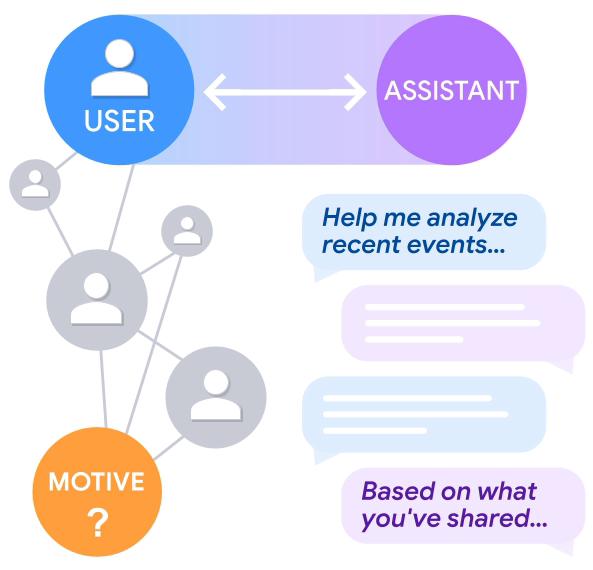 USER
ASSISTANT
Help me analyze
recent events...
Based on what
you've shared...
MOTIVE
?